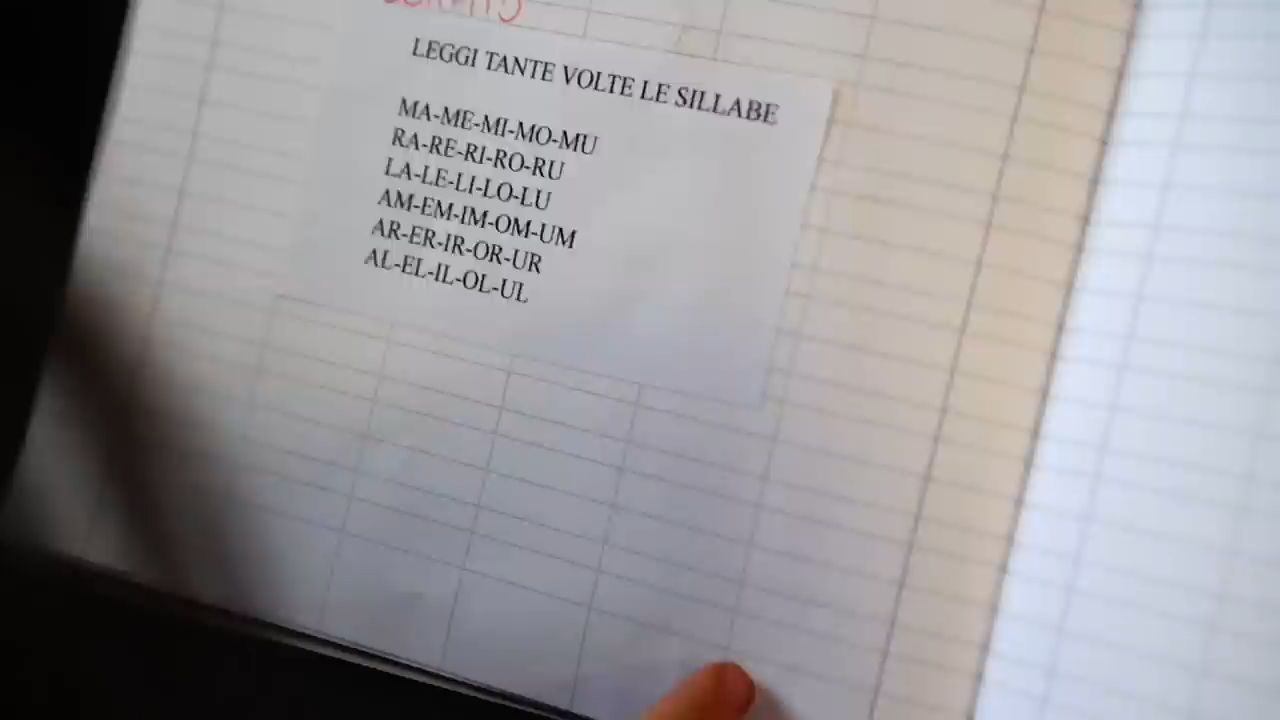 LEGGI TANTE VOLTE LE SILLABE
MA-ME-MI-MO-MU
RA-RE-RI-RO-RU
LA-LE-LI-LO-LU
AM-EM-IM-OM-UM
AR-ER-IR-OR-UR
AL-EL-IL-OL-UL